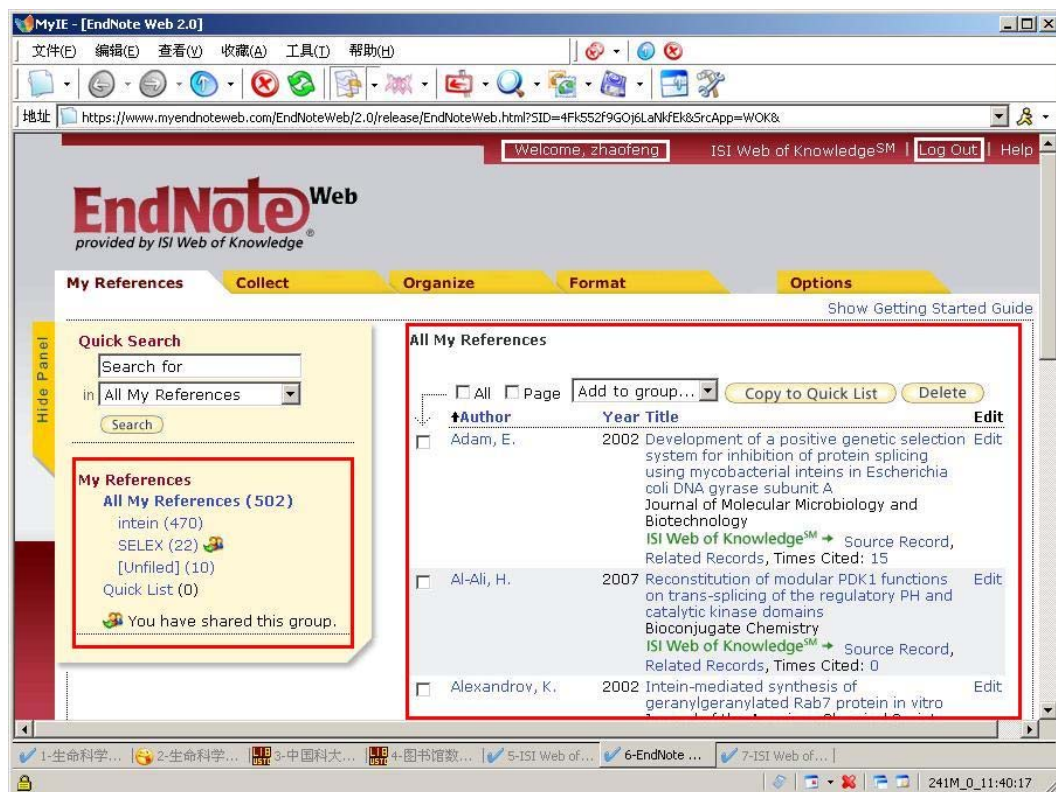 MyIE - [EndNote Web 2.0]
文件(F) 编辑(E) 查看(V) 收藏(A) 工具(T) 帮助(H)
地址 https://www.myendnoteweb.com/EndNoteWeb/2.0/release/EndNoteWeb.html?SID=4Fk552f9GOj6LaNkfEk&SrcApp=WOK&
Welcome, zhaofeng ISI Web of Knowledge SM | Log Out | Help
EndNote Web
provided by ISI Web of Knowledge ®
My References Collect Organize Format Options
Show Getting Started Guide
Hide Panel
Quick Search
Search for
in All My References
Search
My References
All My References (502)
intein (470)
SELEX (22)
[Unfiled] (10)
Quick List (0)
You have shared this group.
All My References
All Page Add to group... Copy to Quick List Delete
Author Year Title Edit
Adam, E. 2002 Development of a positive genetic selection Edit
system for inhibition of protein splicing
using mycobacterial inteins in Escherichia
coli DNA gyrase subunit A
Journal of Molecular Microbiology and
Biotechnology
ISI Web of Knowledge SM Source Record,
Related Records, Times Cited: 15
Al-Ali, H. 2007 Reconstitution of modular PDK1 functions Edit
on trans-splicing of the regulatory PH and
catalytic kinase domains
Bioconjugate Chemistry
ISI Web of Knowledge SM Source Record,
Related Records, Times Cited: 0
Alexandrov, K. 2002 Intein-mediated synthesis of Edit
geranylgeranylated Rab7 protein in vitro
1-生命科学... 2-生命科学... LIB USTC 3-中国科大... LIB USTC 4-图书馆数... 5-ISI Web of... 6-EndNote ... 7-ISI Web of...
241M_0_11:40:17